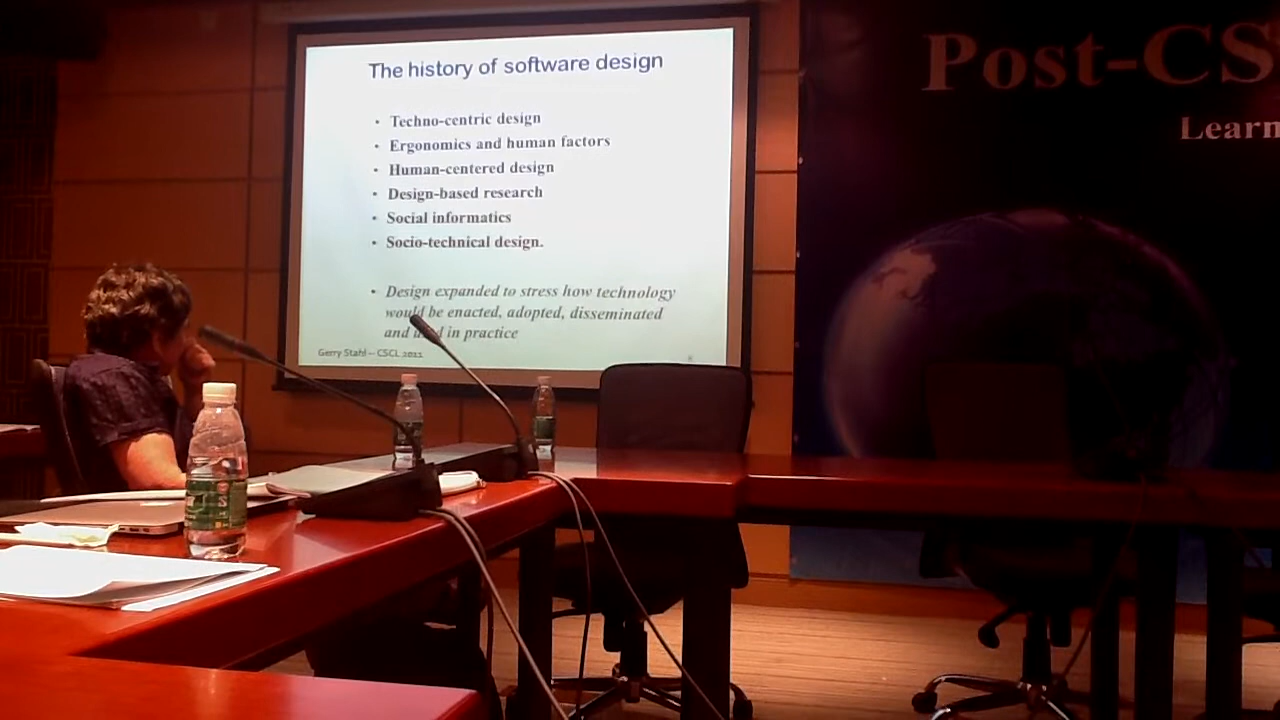 The history of software design
• Techno-centric design
• Ergonomics and human factors
• Human-centered design
• Design-based research
• Social informatics
• Socio-technical design.
• Design expanded to stress how technology
would be enacted, adopted, disseminated
and used in practice
Gerry Stahl – CSCL 2011
Post-CS
Learn